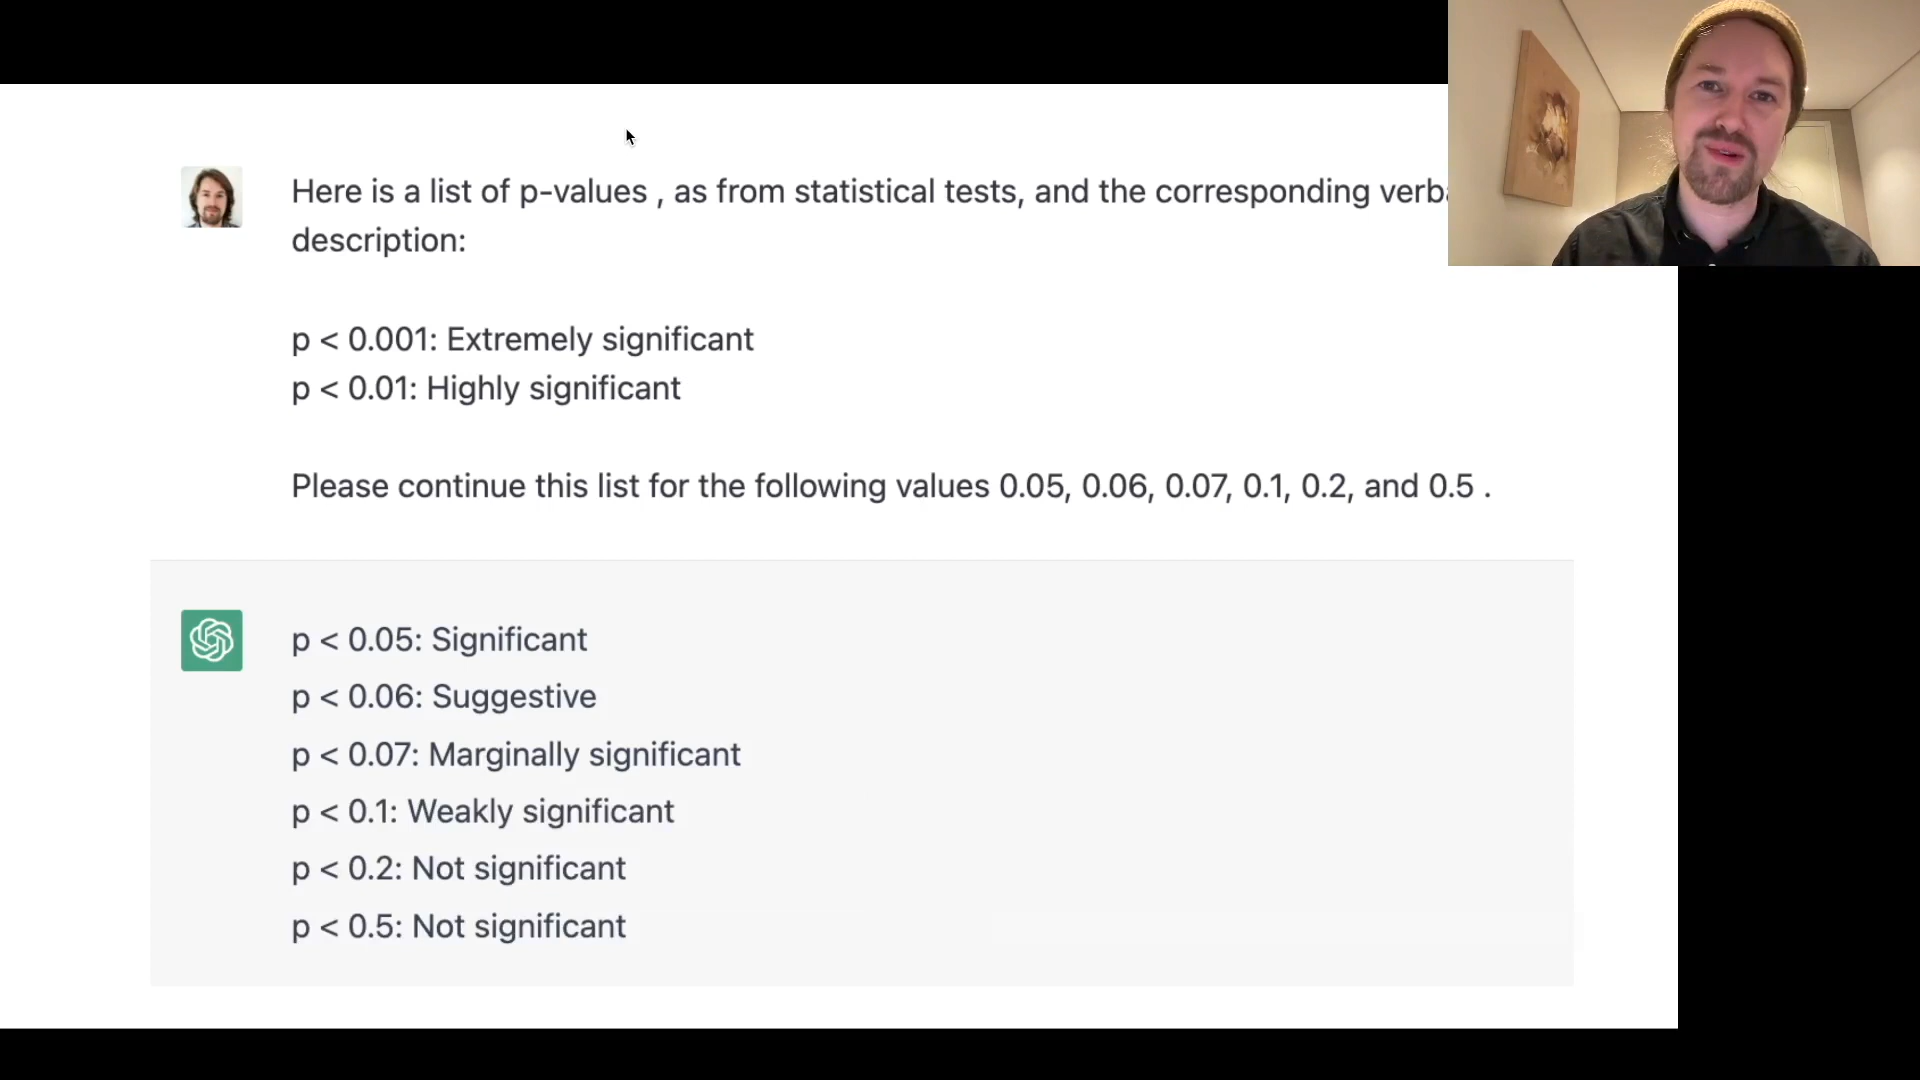 Here is a list of p-values , as from statistical tests, and the corresponding
description:
p < 0.001: Extremely significant
p < 0.01: Highly significant
Please continue this list for the following values 0.05, 0.06, 0.07, 0.1, 0.2, and 0.5 .
p < 0.05: Significant
p < 0.06: Suggestive
p < 0.07: Marginally significant
p < 0.1: Weakly significant
p < 0.2: Not significant
p < 0.5: Not significant